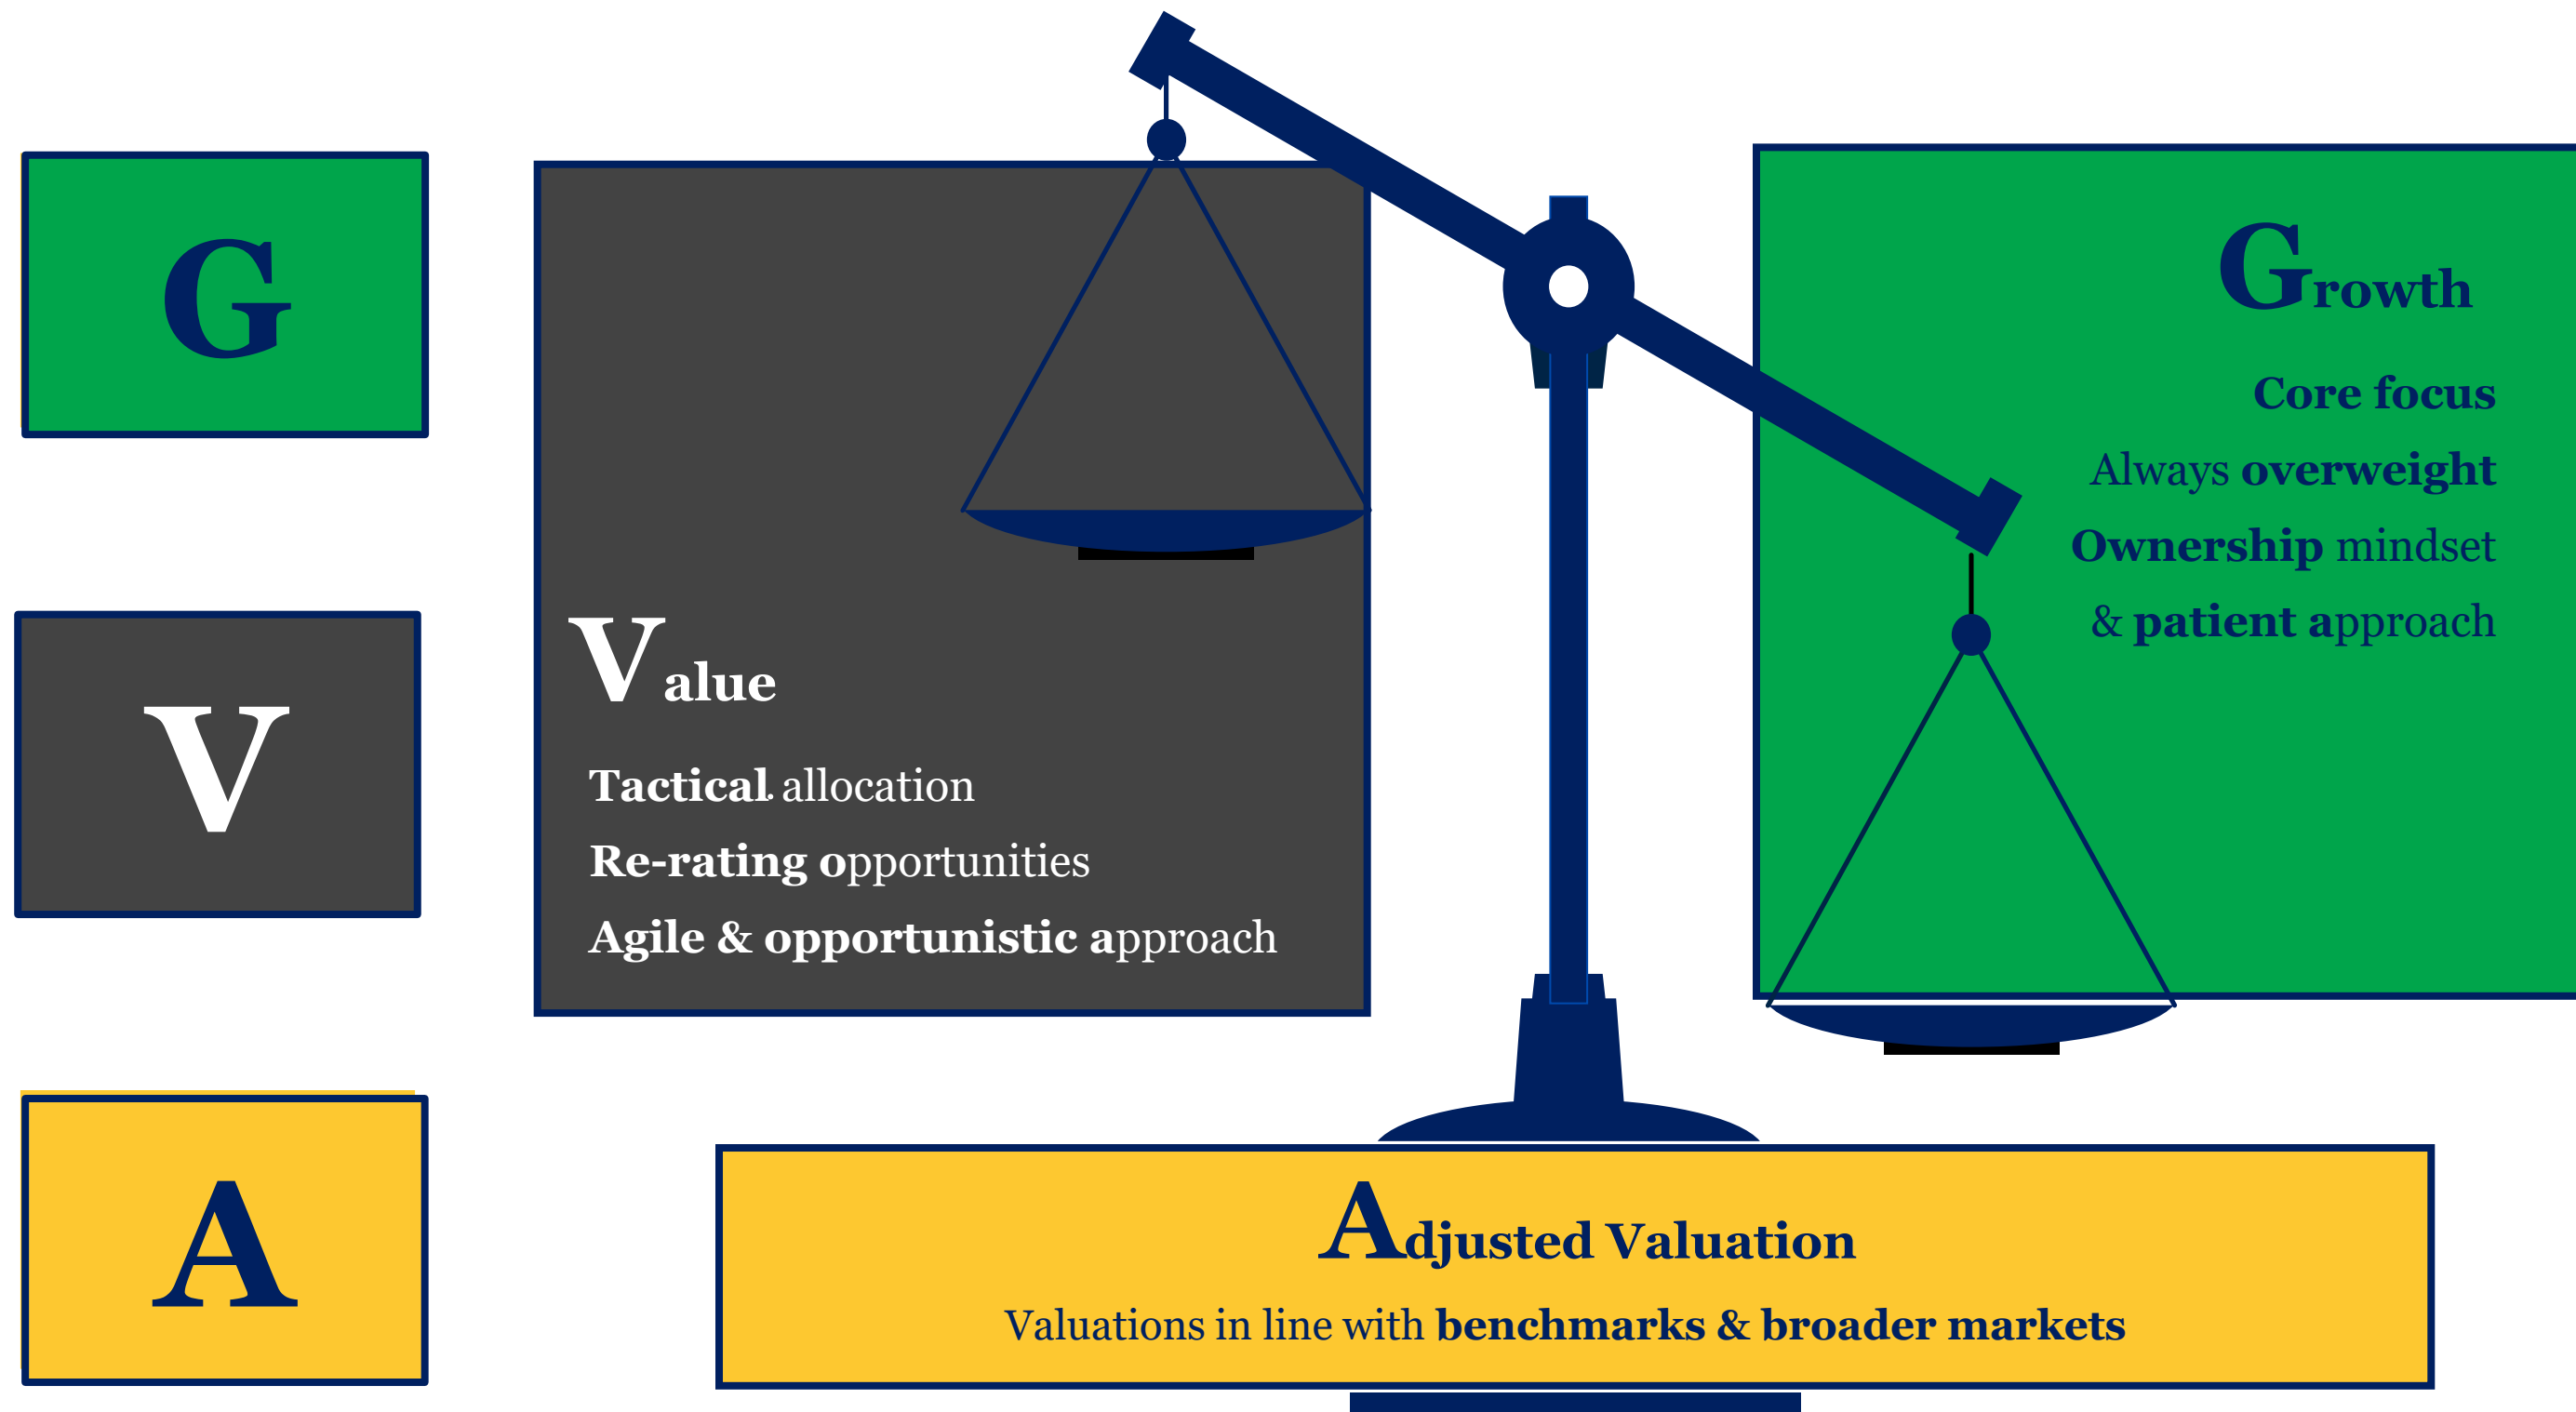 G
V
A
Value
Tactical. allocation
Re-rating opportunities
Agile & opportunistic approach
Growth
Core focus
Always overweight
Ownership mindset
& patient approach
Adjusted Valuation
Valuations in line with benchmarks & broader markets